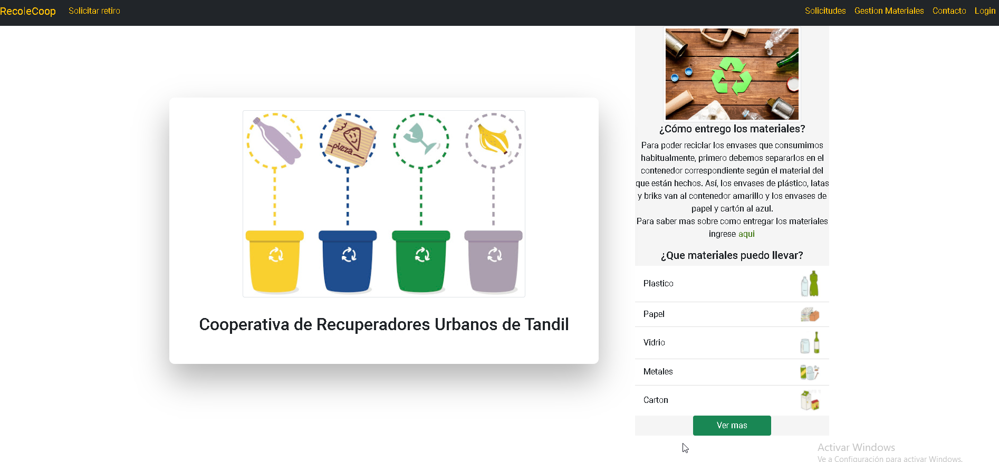 RecoleCoop Solicitar retiro Solicitudes Gestion Materiales Contacto Login
pizza
Cooperativa de Recuperadores Urbanos de Tandil
¿Cómo entrego los materiales?
Para poder reciclar los envases que consumimos
habitualmente, primero debemos separarlos en el
contenedor correspondiente según el material del
que están hechos. Así, los envases de plástico, latas
y briks van al contenedor amarillo y los envases de
papel y cartón al azul.
Para saber mas sobre como entregar los materiales
ingrese aqui
¿Que materiales puedo llevar?
Plastico
Papel
Vidrio
Metales
Carton
Ver mas
Activar Windows
Ve a Configuración para activar Windows.